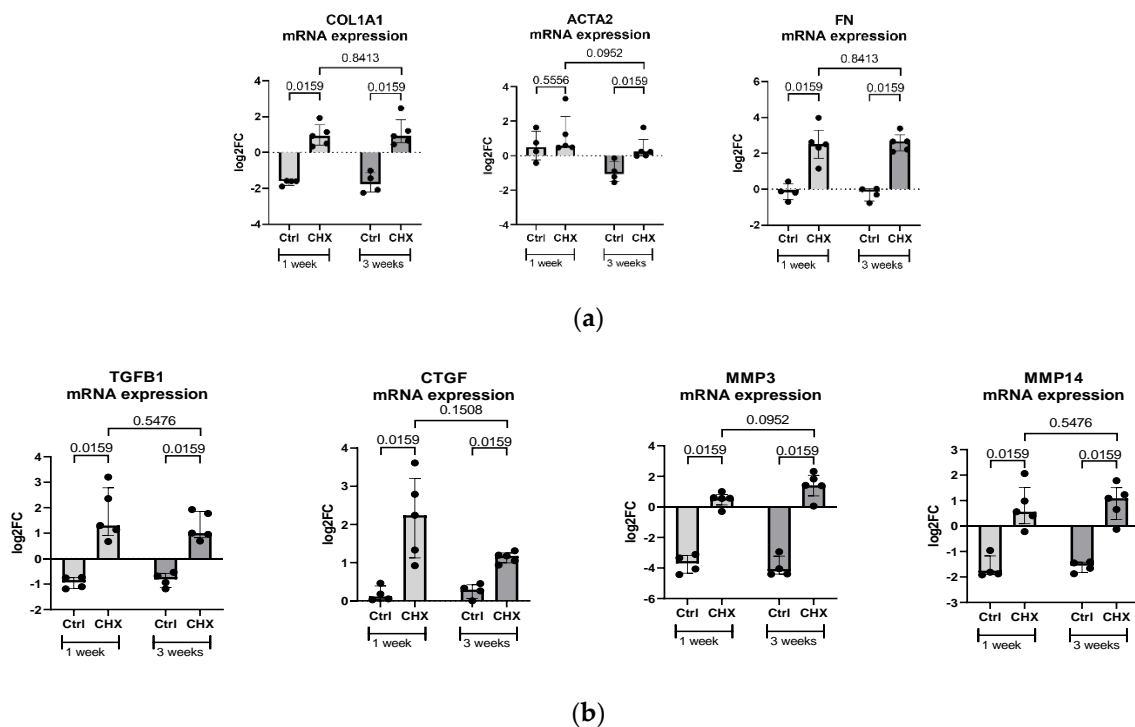 COL1A1
mRNA expression
0.8413
0.0159
0.0159
4
2
0
-2
-4
log2FC
Ctrl CHX Ctrl CHX
1 week 3 weeks
ACTA2
mRNA expression
0.0952
0.5556
0.0159
4
2
0
-2
-4
log2FC
Ctrl CHX Ctrl CHX
1 week 3 weeks
FN
mRNA expression
0.8413
0.0159
0.0159
6
4
2
0
-2
log2FC
Ctrl CHX Ctrl CHX
1 week 3 weeks
(a)
TGFB1
mRNA expression
0.5476
0.0159
0.0159
4
3
2
1
0
-1
-2
log2FC
Ctrl CHX Ctrl CHX
1 week 3 weeks
CTGF
mRNA expression
0.1508
0.0159
0.0159
4
3
2
1
0
log2FC
Ctrl CHX Ctrl CHX
1 week 3 weeks
MMP3
mRNA expression
0.0952
0.0159
0.0159
4
2
0
-2
-4
-6
log2FC
Ctrl CHX Ctrl CHX
1 week 3 weeks
MMP14
mRNA expression
0.5476
0.0159
0.0159
3
2
1
0
-1
-2
-3
log2FC
Ctrl CHX Ctrl CHX
1 week 3 weeks
(b)